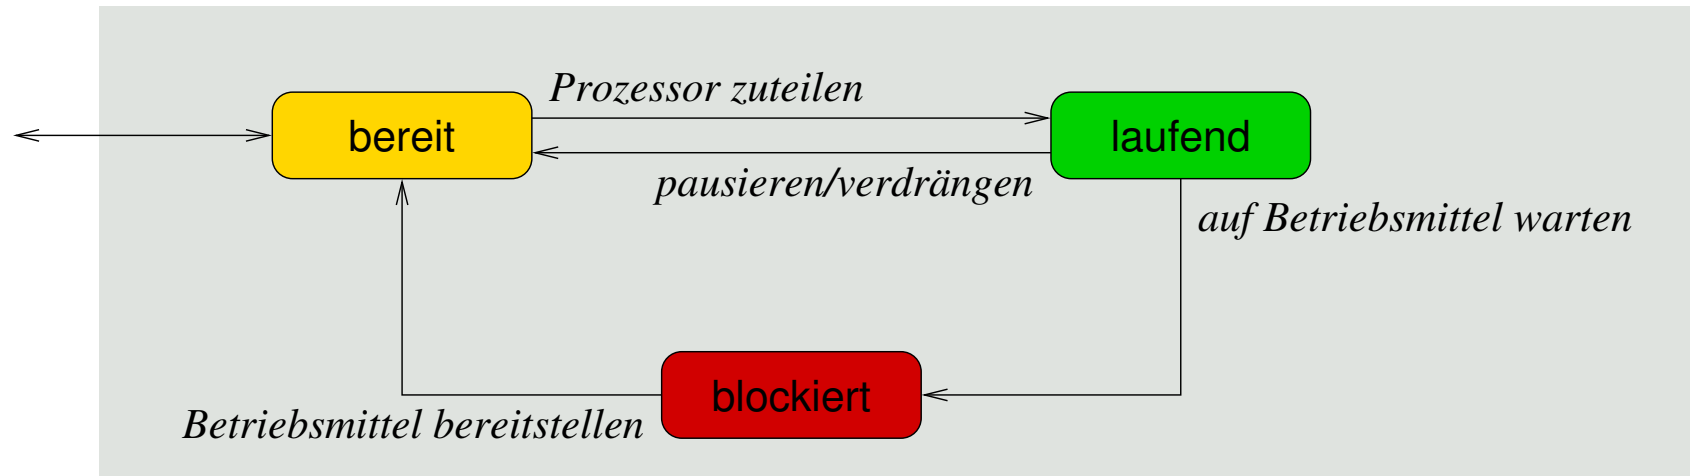 Prozessor zuteilen
bereit
laufend
pausieren/verdrängen
auf Betriebsmittel warten
blockiert
Betriebsmittel bereitstellen